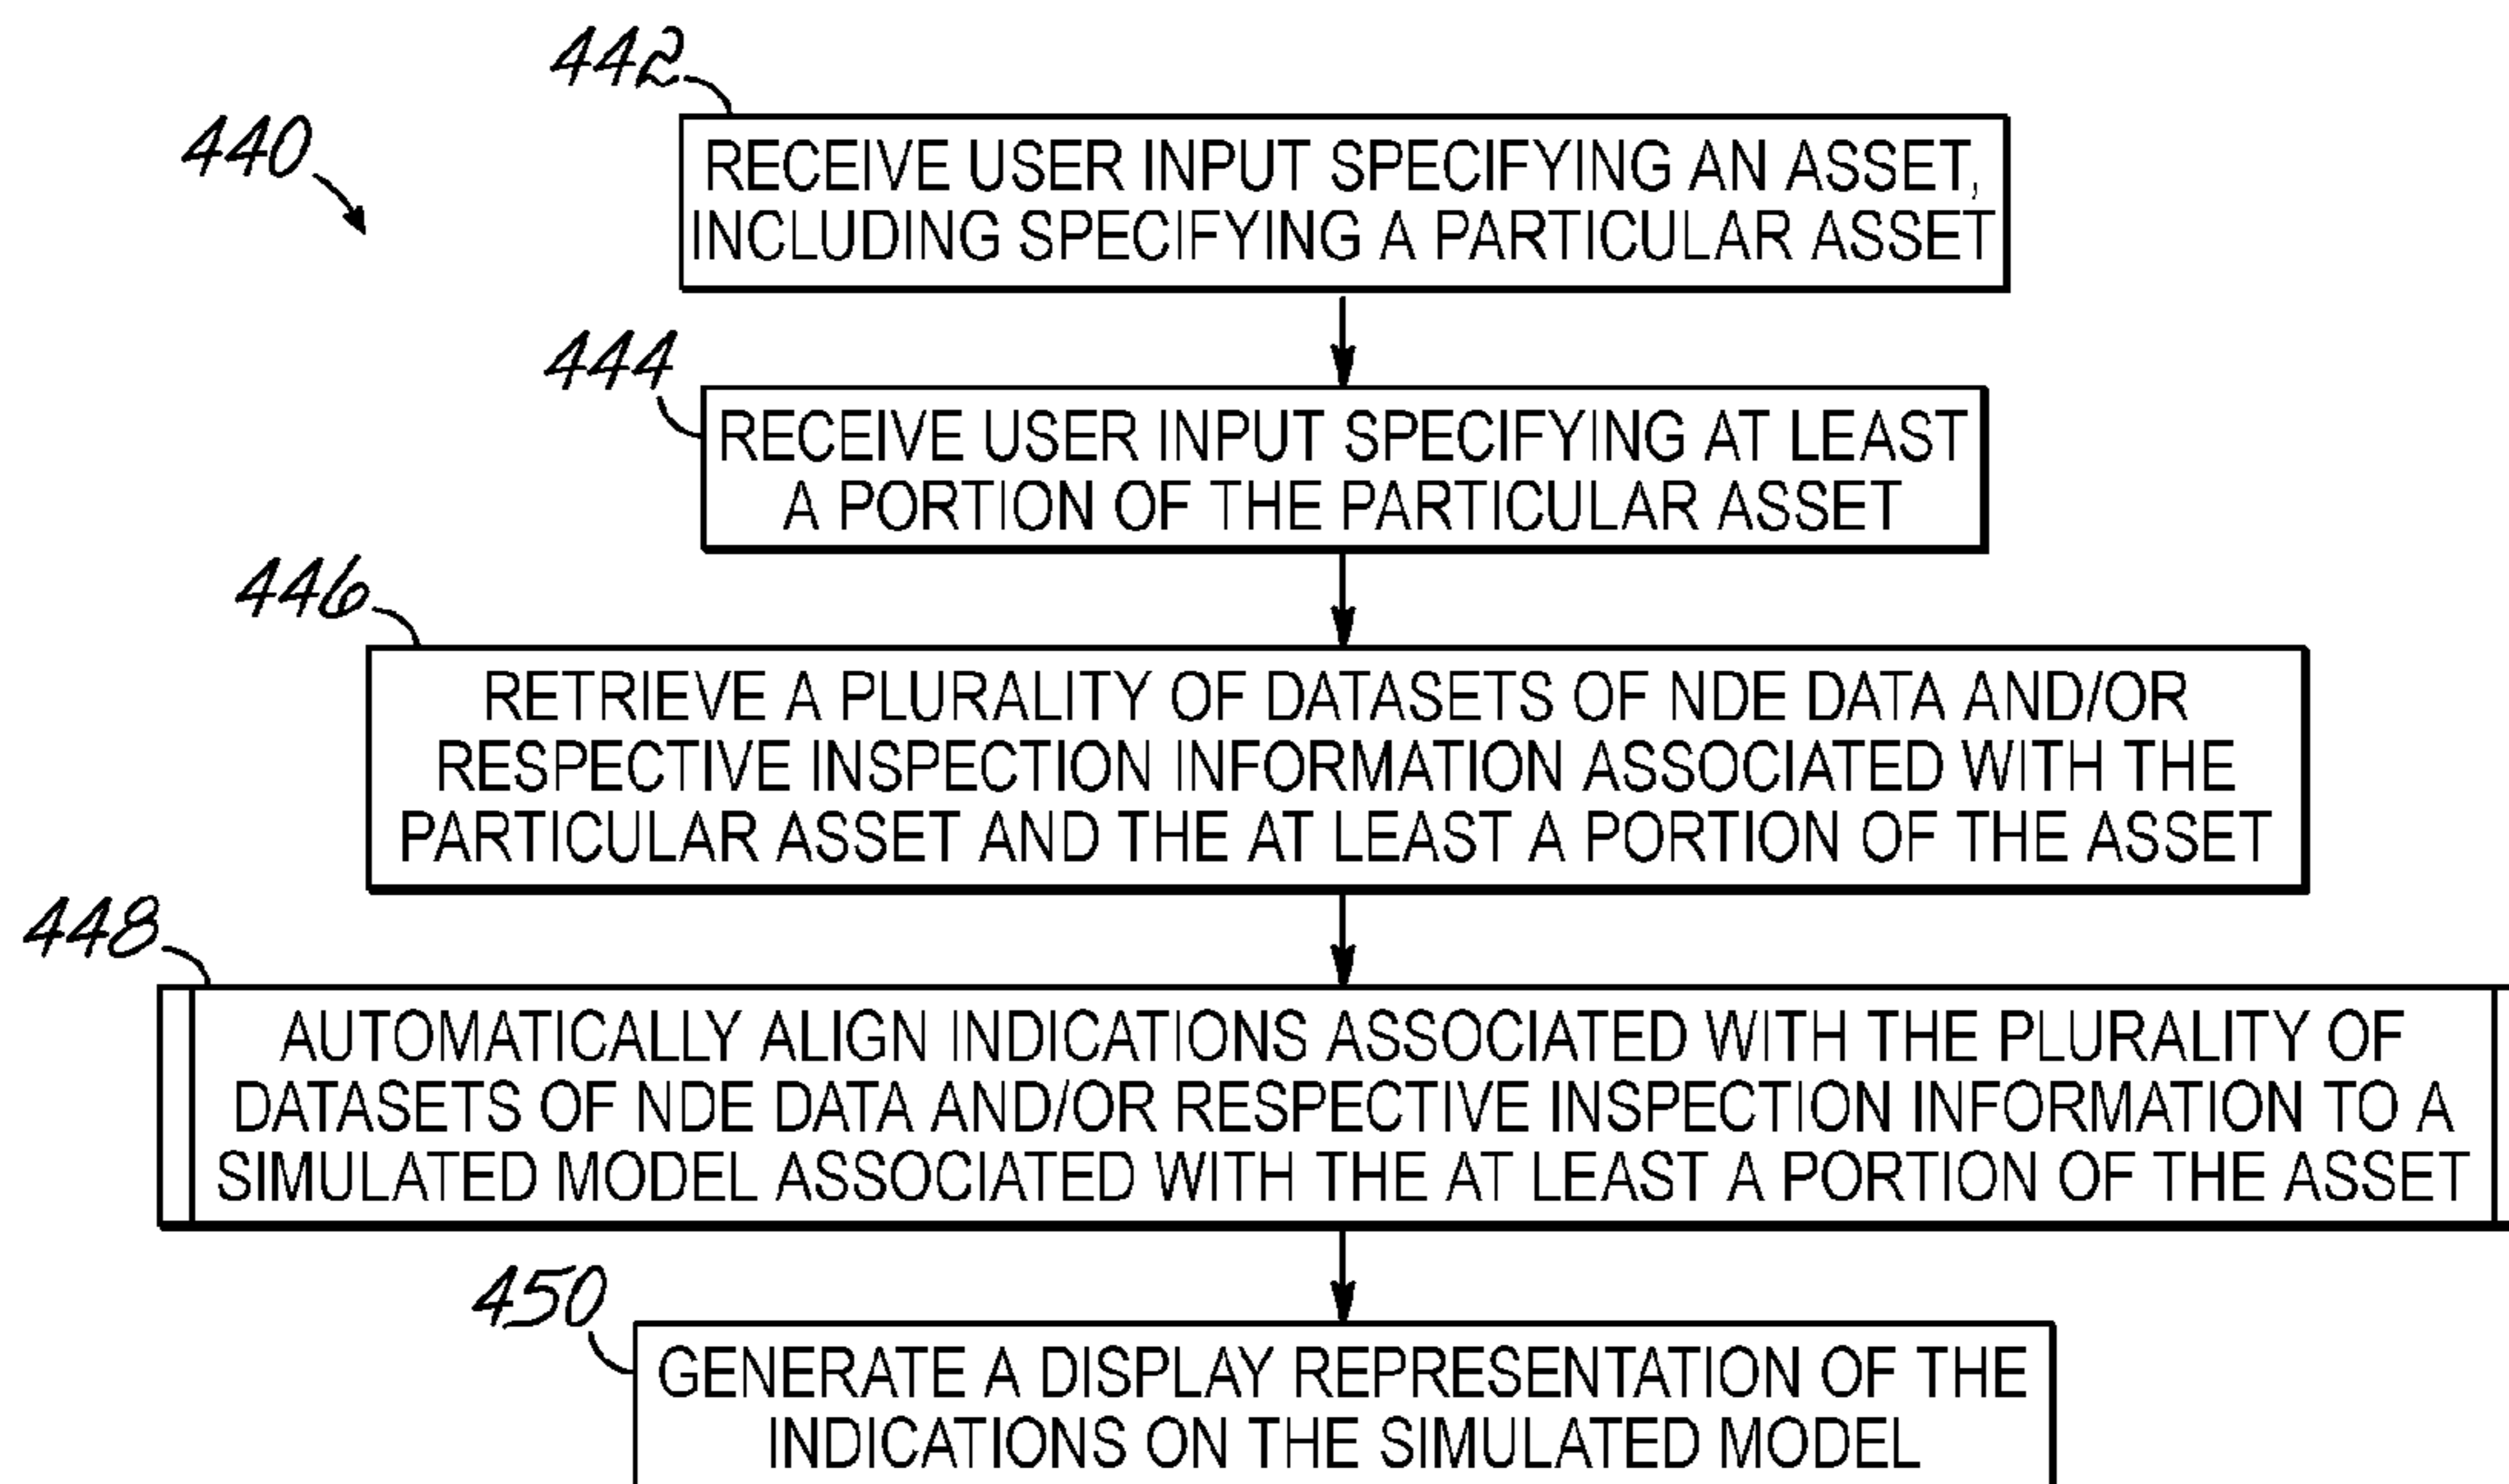 442
440
RECEIVE USER INPUT SPECIFYING AN ASSET,
INCLUDING SPECIFYING A PARTICULAR ASSET
444
RECEIVE USER INPUT SPECIFYING AT LEAST
A PORTION OF THE PARTICULAR ASSET
446
RETRIEVE A PLURALITY OF DATASETS OF NDE DATA AND/OR
RESPECTIVE INSPECTION INFORMATION ASSOCIATED WITH THE
PARTICULAR ASSET AND THE AT LEAST A PORTION OF THE ASSET
448
AUTOMATICALLY ALIGN INDICATIONS ASSOCIATED WITH THE PLURALITY OF
DATASETS OF NDE DATA AND/OR RESPECTIVE INSPECTION INFORMATION TO A
SIMULATED MODEL ASSOCIATED WITH THE AT LEAST A PORTION OF THE ASSET
450
GENERATE A DISPLAY REPRESENTATION OF THE
INDICATIONS ON THE SIMULATED MODEL